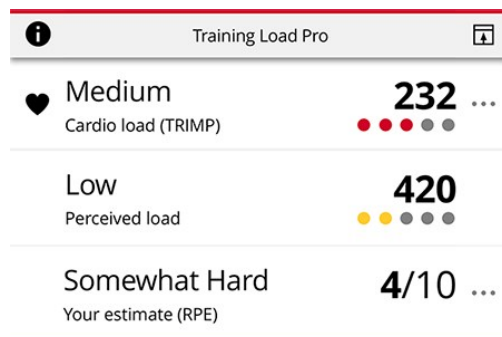 Training Load Pro
Medium 232
Cardio load (TRIMP)
Low 420
Perceived load
Somewhat Hard 4/10
Your estimate (RPE)